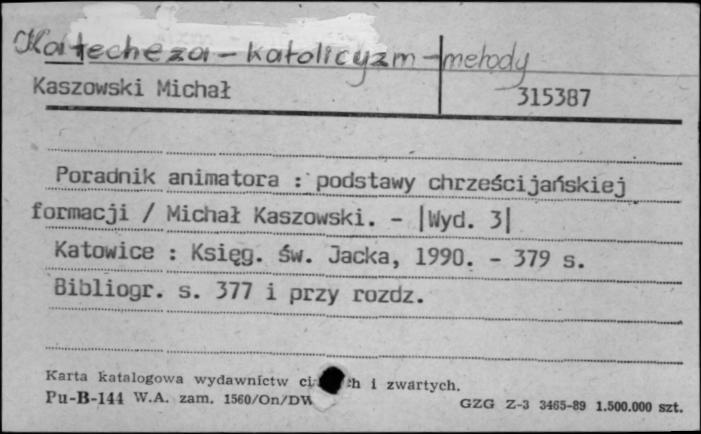 Katecheza - katolicyzm - metody
Kaszowski Michał
315387
Poradnik animatora : podstawy chrześcijańskiej
formacji / Michał Kaszowski. - |Wyd. 3|
Katowice : Księg. św. Jacka, 1990. - 379 s.
Bibliogr. s. 377 i przy rozdz.
Karta katalogowa wydawnictw i zwartych.
Pu-B-144 W.A. zam. 1560/On/DW
GZG Z-3 3465-89 1.500.000 szt.